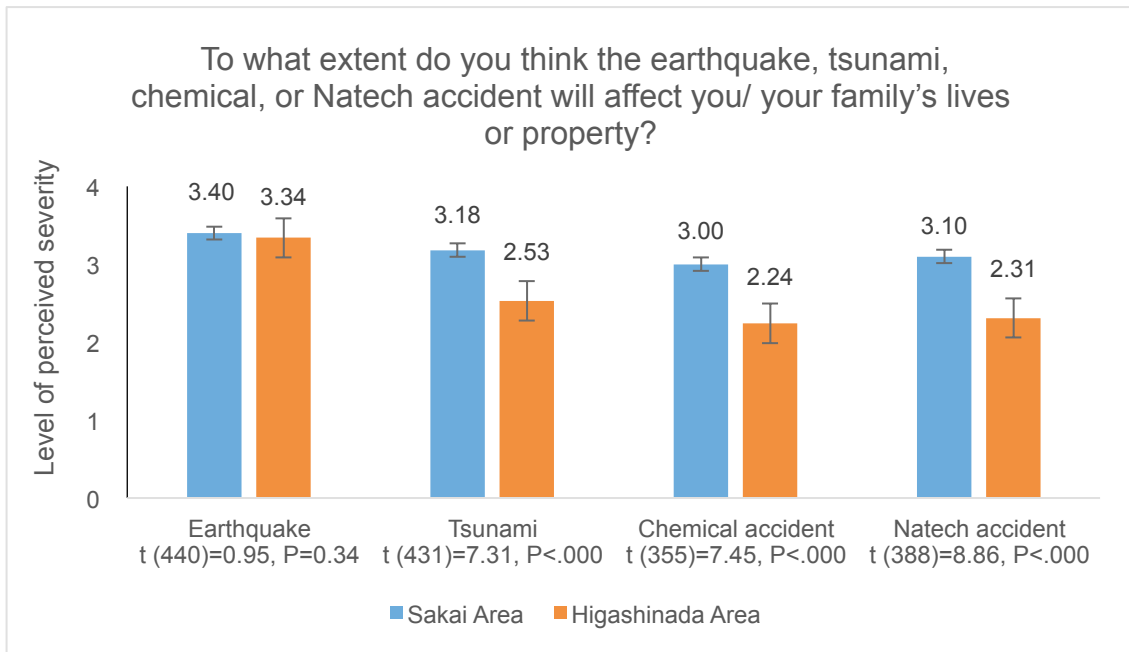 To what extent do you think the earthquake, tsunami,
chemical, or Natech accident will affect you/ your family’s lives
or property?
Level of perceived severity
4
3
2
1
0
3.40
3.34
3.18
2.53
3.00
2.24
3.10
2.31
Earthquake
t (440)=0.95, P=0.34
Tsunami
t (431)=7.31, P<.000
Chemical accident
t (355)=7.45, P<.000
Natech accident
t (388)=8.86, P<.000
Sakai Area
Higashinada Area